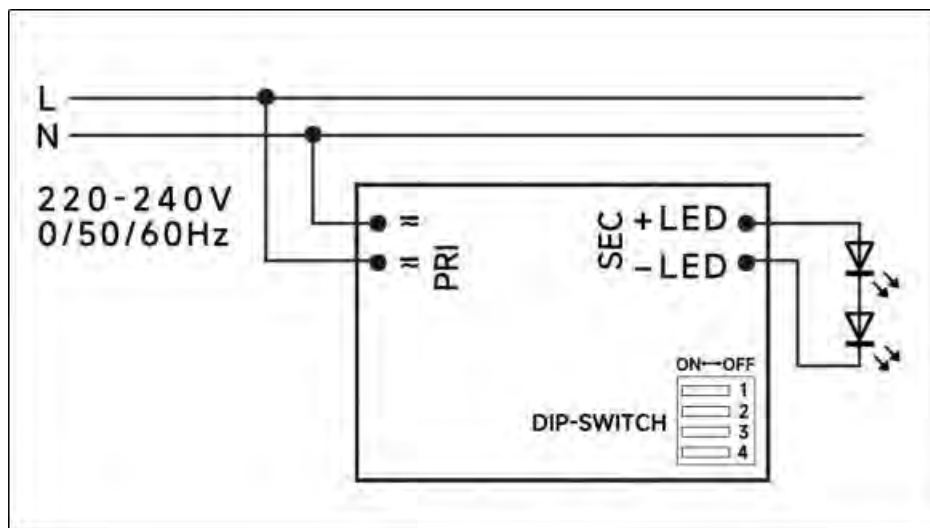 L
N
220-240V
0/50/60Hz
PRI
SEC
+LED
-LED
ON OFF
1
2
3
4
DIP-SWITCH